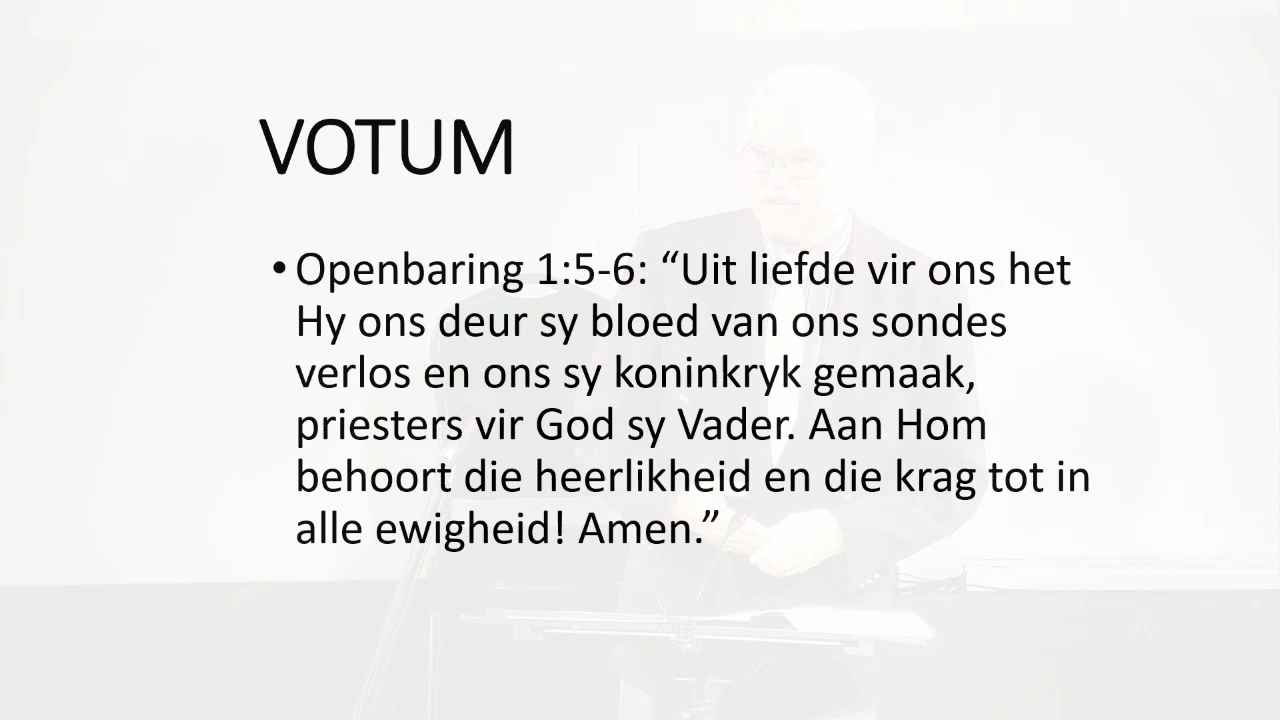 VOTUM
• Openbaring 1:5-6: “Uit liefde vir ons het
Hy ons deur sy bloed van ons sondes
verlos en ons sy koninkryk gemaak,
priesters vir God sy Vader. Aan Hom
behoort die heerlikheid en die krag tot in
alle ewigheid! Amen.”